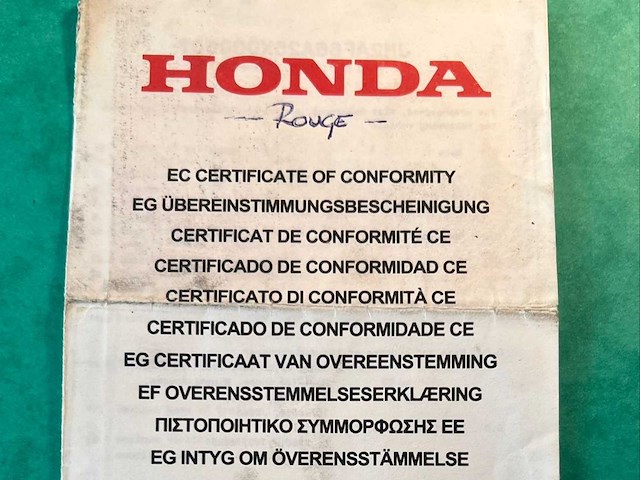 HONDA
- Rouge -
EC CERTIFICATE OF CONFORMITY
EG ÜBEREINSTIMMUNGSBESCHEINIGUNG
CERTIFICAT DE CONFORMITÉ CE
CERTIFICADO DE CONFORMIDAD CE
CERTIFICATO DI CONFORMITÀ CE
CERTIFICADO DE CONFORMIDADE CE
EG CERTIFICAAT VAN OVEREENSTEMMING
EF OVERENSSTEMMELSESERKLÆRING
ΠΙΣΤΟΠΟΙΗΤΙΚΟ ΣΥΜΜΟΡΦΩΣΗΣ ΕΕ
EG INTYG OM ÖVERENSSTÄMMELSE